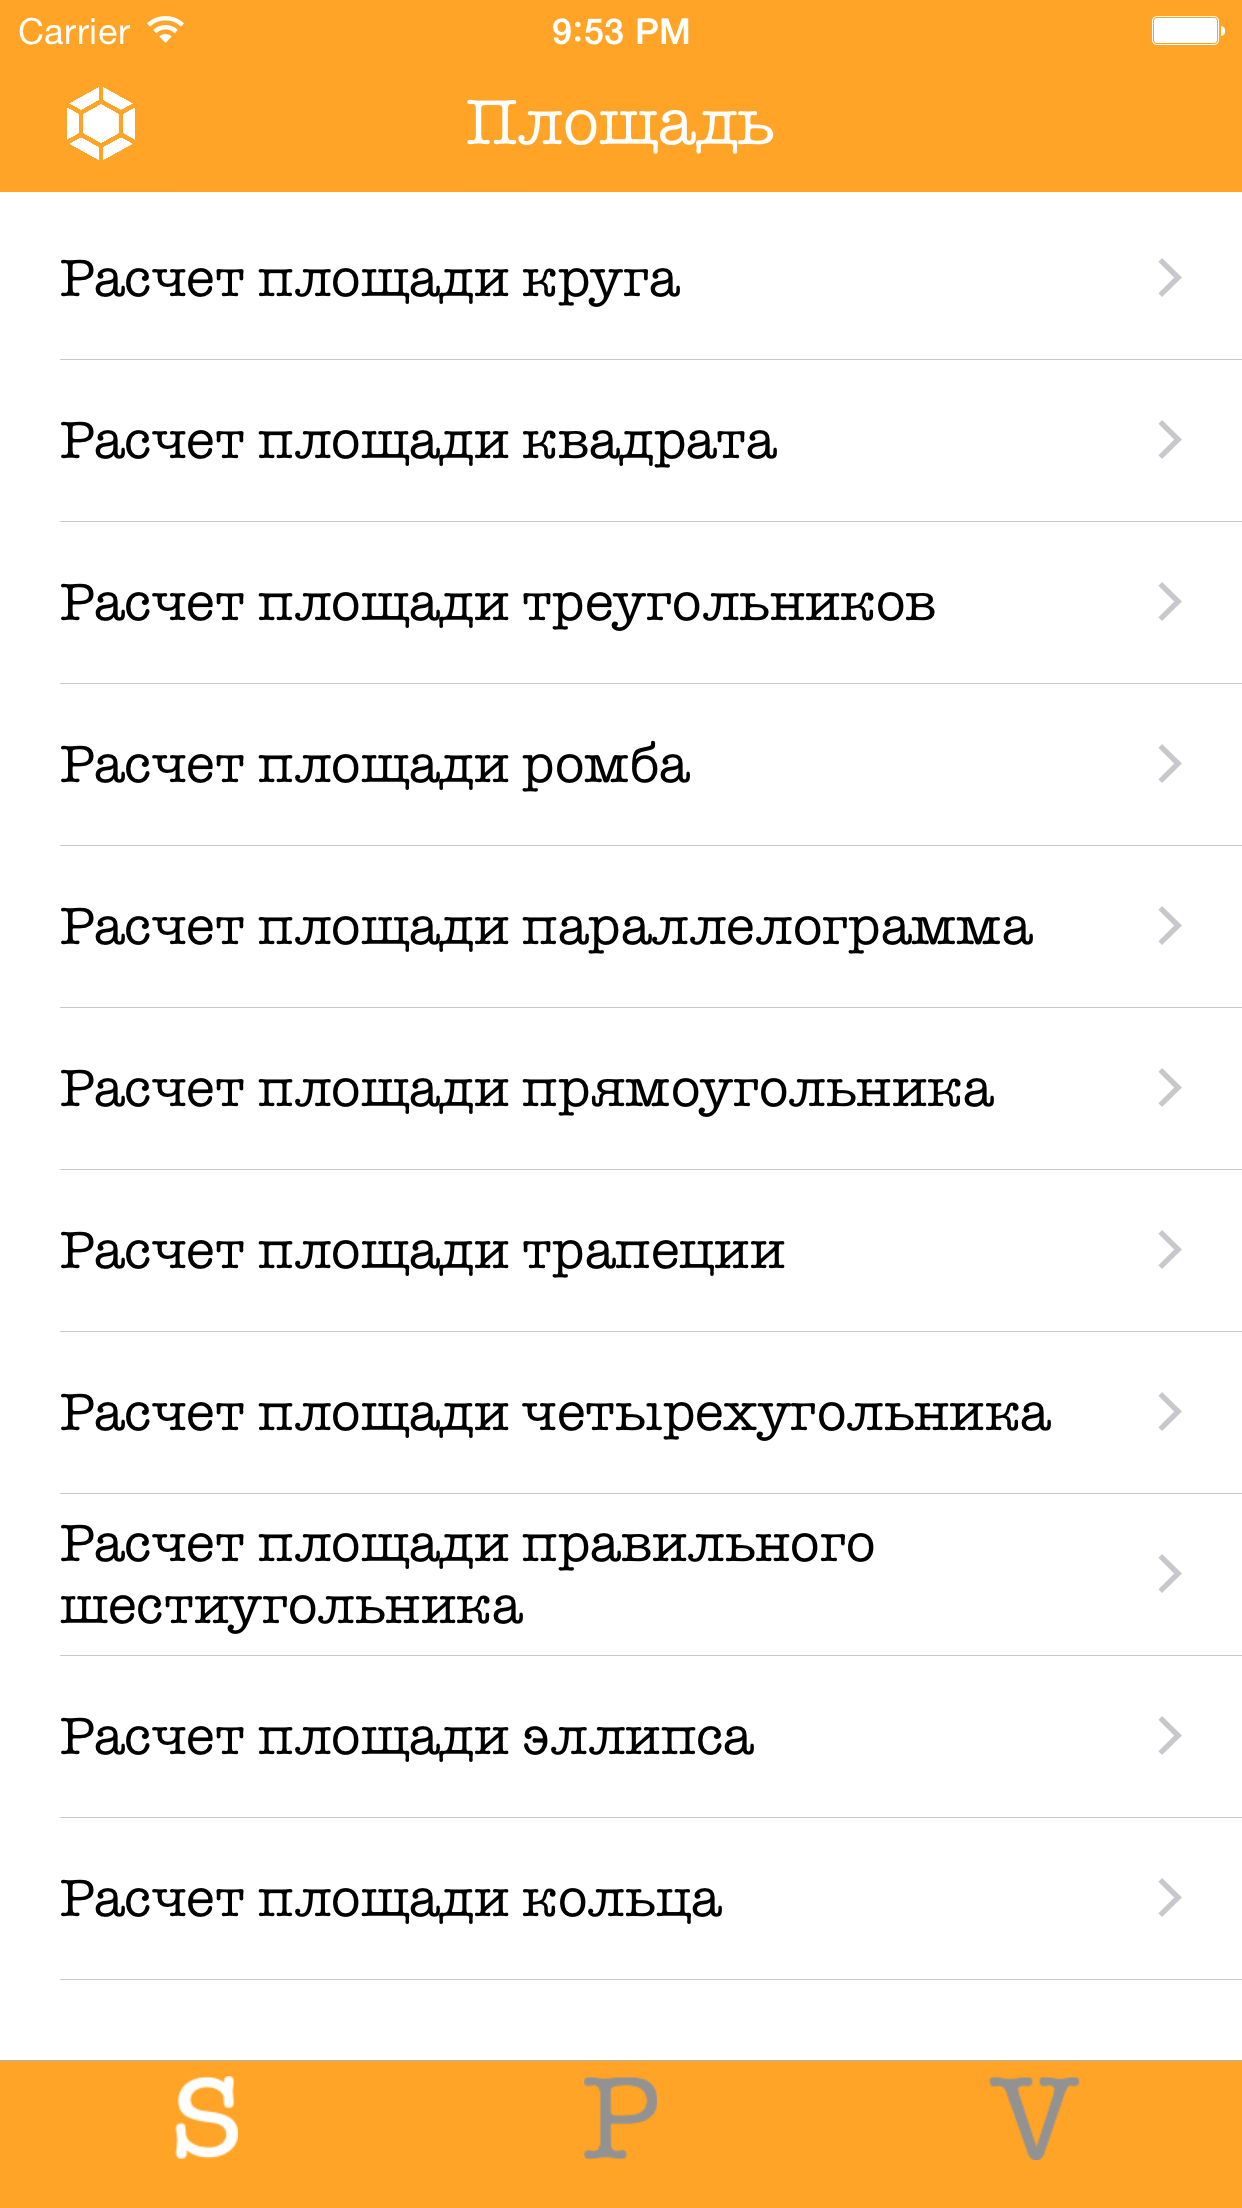 Carrier 9:53 PM
Площадь
Расчет площади круга
Расчет площади квадрата
Расчет площади треугольников
Расчет площади ромба
Расчет площади параллелограмма
Расчет площади прямоугольника
Расчет площади трапеции
Расчет площади четырехугольника
Расчет площади правильного
шестиугольника
Расчет площади эллипса
Расчет площади кольца
S P V